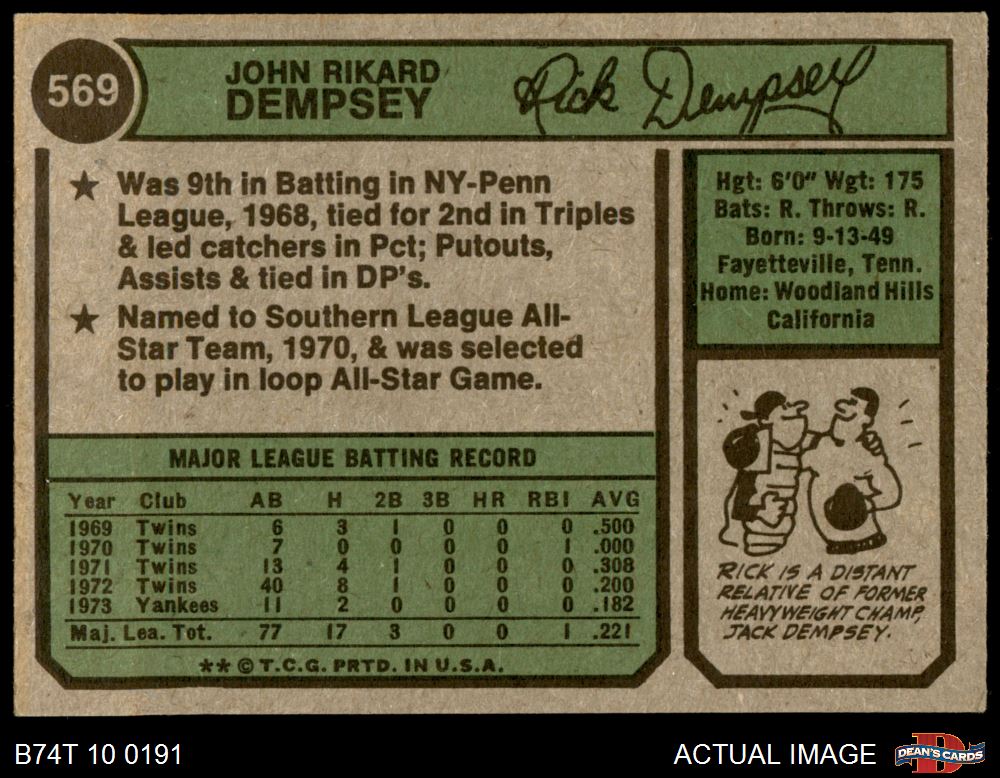 569
JOHN RIKARD
DEMPSEY
Rick Dempsey
★ Was 9th in Batting in NY-Penn
League, 1968, tied for 2nd in Triples
& led catchers in Pct; Putouts,
Assists & tied in DP's.
★ Named to Southern League All-
Star Team, 1970, & was selected
to play in loop All-Star Game.
Hgt: 6'0" Wgt: 175
Bats: R. Throws: R.
Born: 9-13-49
Fayetteville, Tenn.
Home: Woodland Hills
California
MAJOR LEAGUE BATTING RECORD
Year Club AB H 2B 3B HR RBI AVG
1969 Twins 6 3 1 0 0 0 .500
1970 Twins 7 0 0 0 0 1 .000
1971 Twins 13 4 1 0 0 0 .308
1972 Twins 40 8 1 0 0 0 .200
1973 Yankees 11 2 0 0 0 0 .182
Maj. Lea. Tot. 77 17 3 0 0 1 .221
** © T.C.G. PRTD. IN U.S.A.
RICK IS A DISTANT
RELATIVE OF FORMER
HEAVYWEIGHT CHAMP,
JACK DEMPSEY.
B74T 10 0191
ACTUAL IMAGE
DEAN'S CARDS